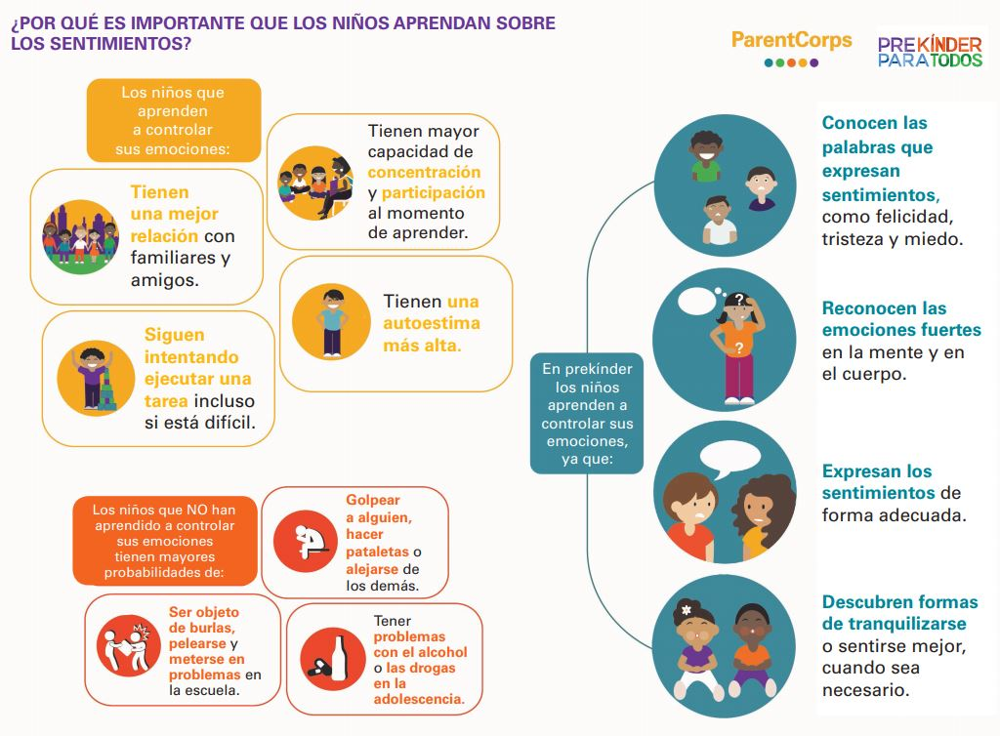 ¿POR QUÉ ES IMPORTANTE QUE LOS NIÑOS APRENDAN SOBRE
LOS SENTIMIENTOS?
ParentCorps
PREKÍNDER
PARA TODOS
Los niños que
aprenden
a controlar
sus emociones:
Tienen mayor
capacidad de
concentración
y participación
al momento
de aprender.
Tienen
una mejor
relación con
familiares y
amigos.
Tienen una
autoestima
más alta.
Siguen
intentando
ejecutar una
tarea incluso
si está difícil.
Los niños que NO han
aprendido a controlar
sus emociones
tienen mayores
probabilidades de:
Golpear
a alguien,
hacer
pataletas o
alejarse de
los demás.
Ser objeto
de burlas,
pelearse y
meterse en
problemas en
la escuela.
Tener
problemas
con el alcohol
o las drogas
en la
adolescencia.
En prekínder
los niños
aprenden a
controlar sus
emociones,
ya que:
Conocen las
palabras que
expresan
sentimientos,
como felicidad,
tristeza y miedo.
?
?
Reconocen las
emociones fuertes
en la mente y en
el cuerpo.
Expresan los
sentimientos de
forma adecuada.
Descubren formas
de tranquilizarse
o sentirse mejor,
cuando sea
necesario.